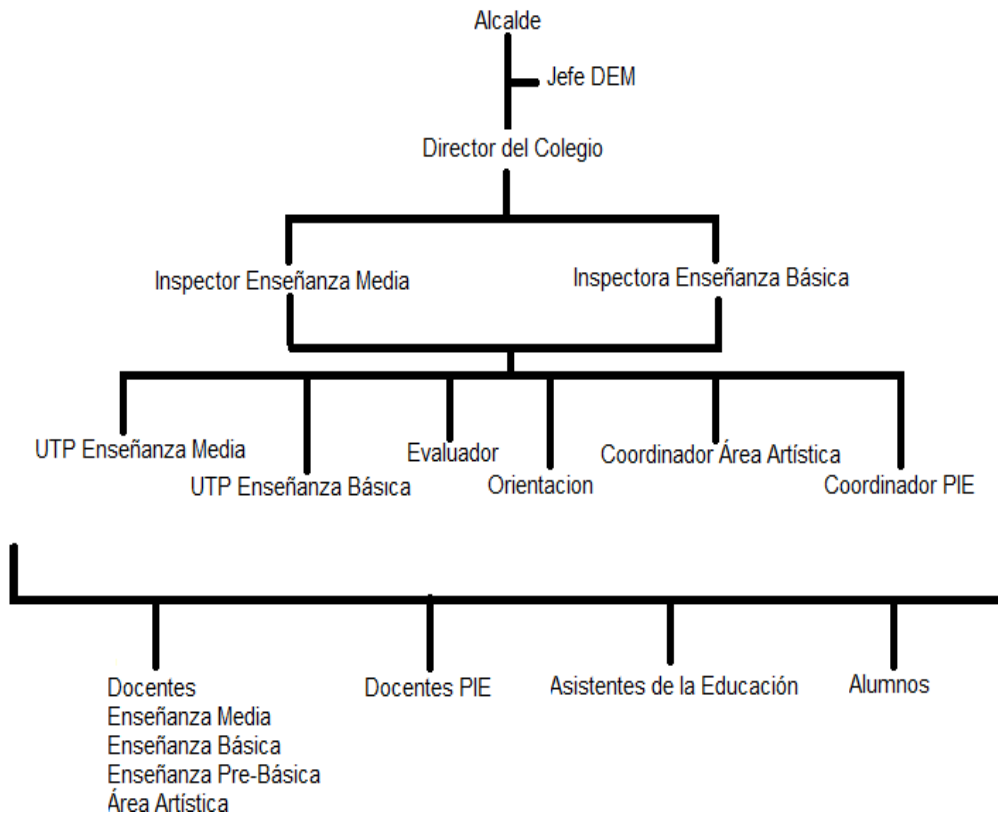 Alcalde
Jefe DEM
Director del Colegio
Inspector Enseñanza Media
Inspectora Enseñanza Básica
UTP Enseñanza Media
UTP Enseñanza Básica
Evaluador
Orientacion
Coordinador Área Artística
Coordinador PIE
Docentes
Enseñanza Media
Enseñanza Básica
Enseñanza Pre-Básica
Área Artística
Docentes PIE
Asistentes de la Educación
Alumnos